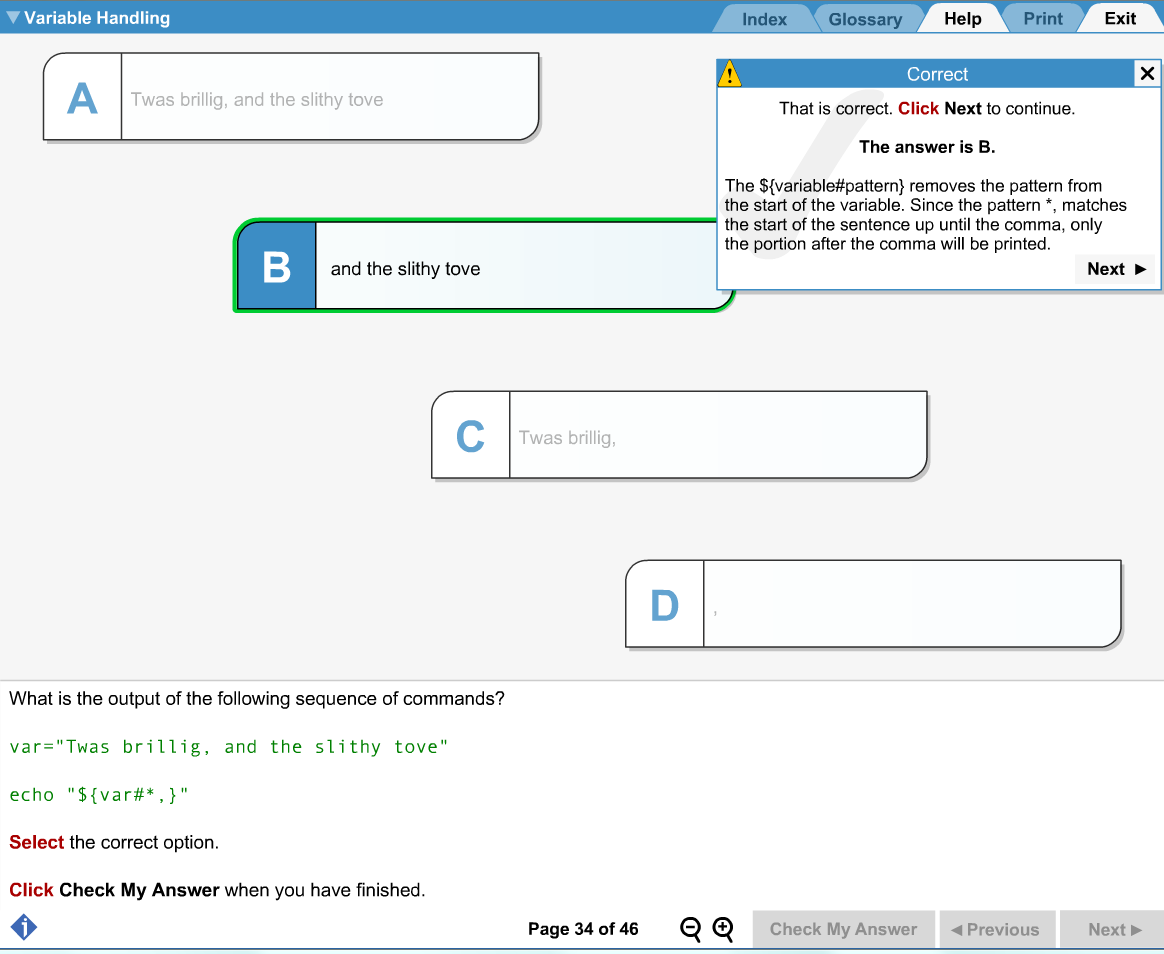 Variable Handling
Index Glossary Help Print Exit
A Twas brillig, and the slithy tove
Correct
That is correct. Click Next to continue.
The answer is B.
The ${variable#pattern} removes the pattern from
the start of the variable. Since the pattern *, matches
the start of the sentence up until the comma, only
the portion after the comma will be printed.
Next ►
B and the slithy tove
C Twas brillig,
D ,
What is the output of the following sequence of commands?
var="Twas brillig, and the slithy tove"
echo "${var#*,}"
Select the correct option.
Click Check My Answer when you have finished.
i Page 34 of 46 Check My Answer ◄ Previous Next ►